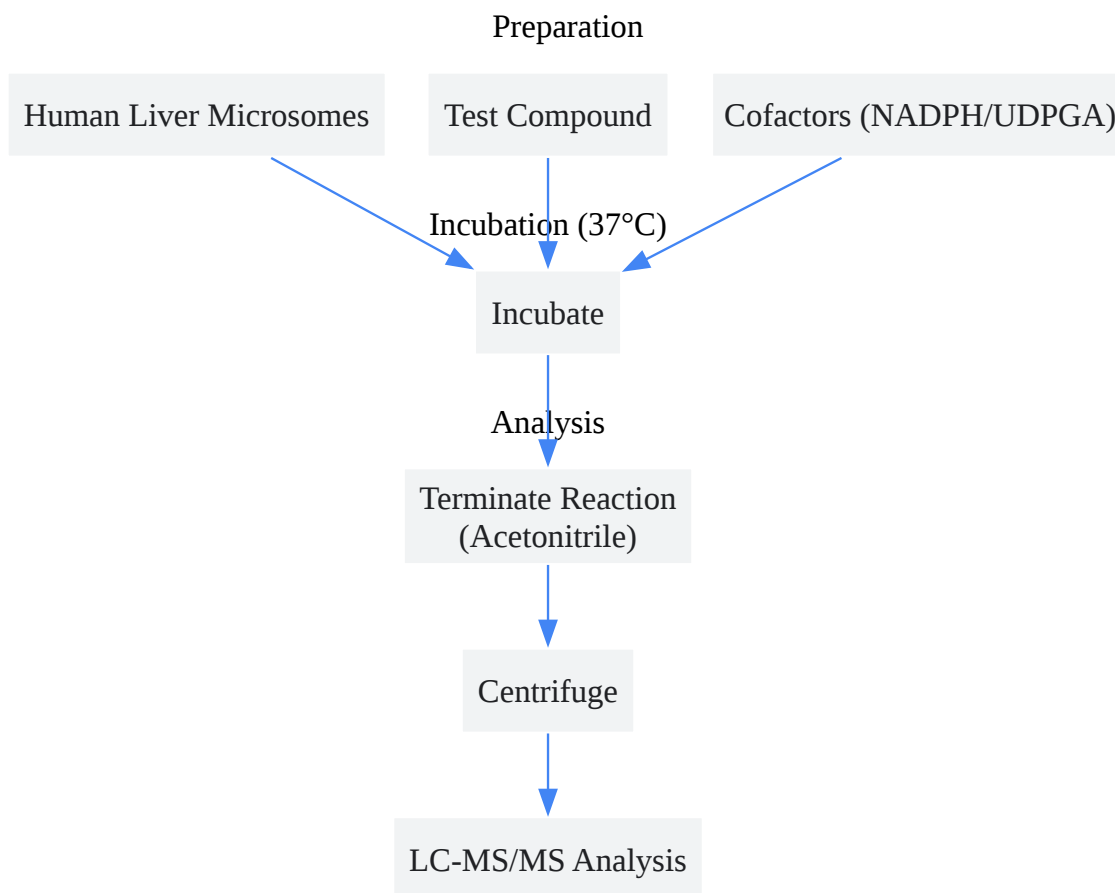 Preparation
Human Liver Microsomes
Test Compound
Cofactors (NADPH/UDPGA)
Incubation (37°C)
Incubate
Analysis
Terminate Reaction
(Acetonitrile)
Centrifuge
LC-MS/MS Analysis